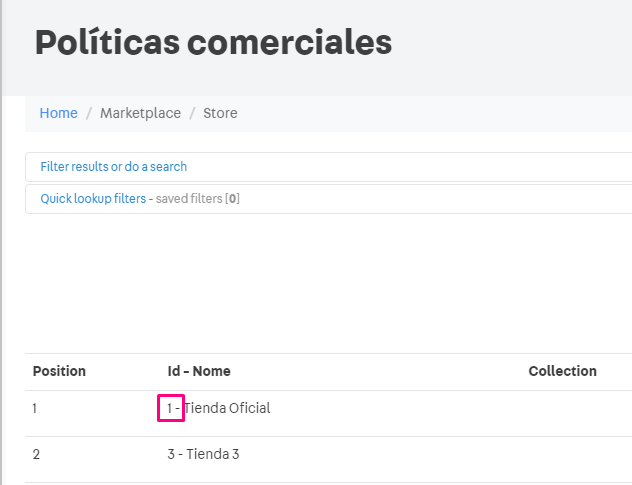 Políticas comerciales
Home / Marketplace / Store
Filter results or do a search
Quick lookup filters - saved filters [0]
Position Id - Nome Collection
1 1 - Tienda Oficial
2 3 - Tienda 3